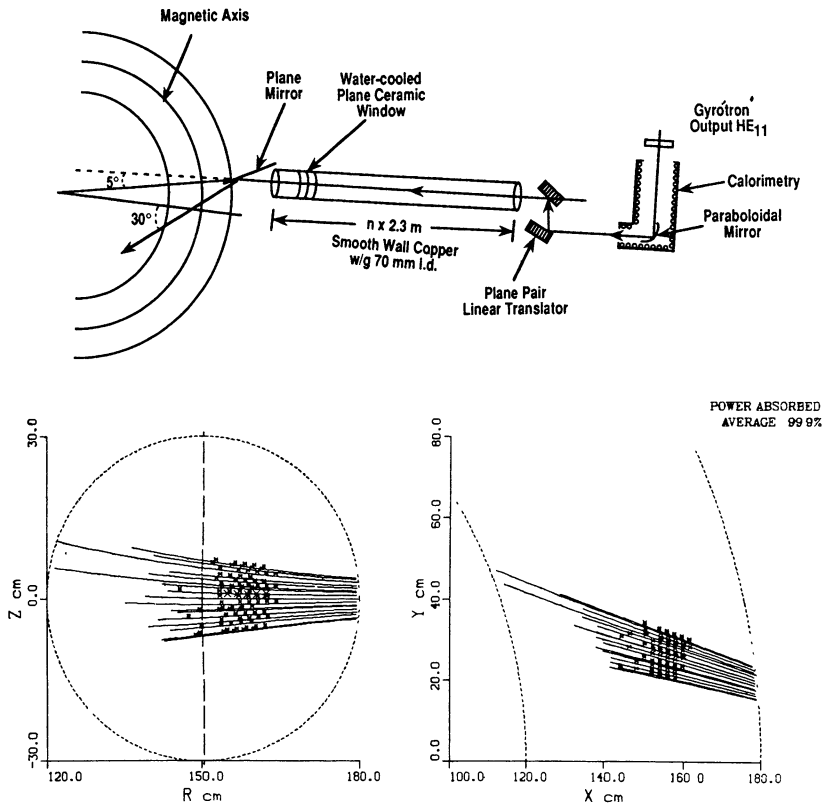 Magnetic Axis
Plane
Mirror
Water-cooled
Plane Ceramic
Window
Gyrotron
Output HE11
Calorimetry
Paraboloidal
Mirror
5°
30°
n x 2.3 m
Smooth Wall Copper
w/g 70 mm I.d.
Plane Pair
Linear Translator
POWER ABSORBED
AVERAGE 99 9%
30.0
Z cm
0.0
-30.0
120.0
150.0
180.0
R cm
80.0
60.0
Y cm
40.0
20.0
0.0
100.0
120.0
140.0
160 0
180.0
X cm